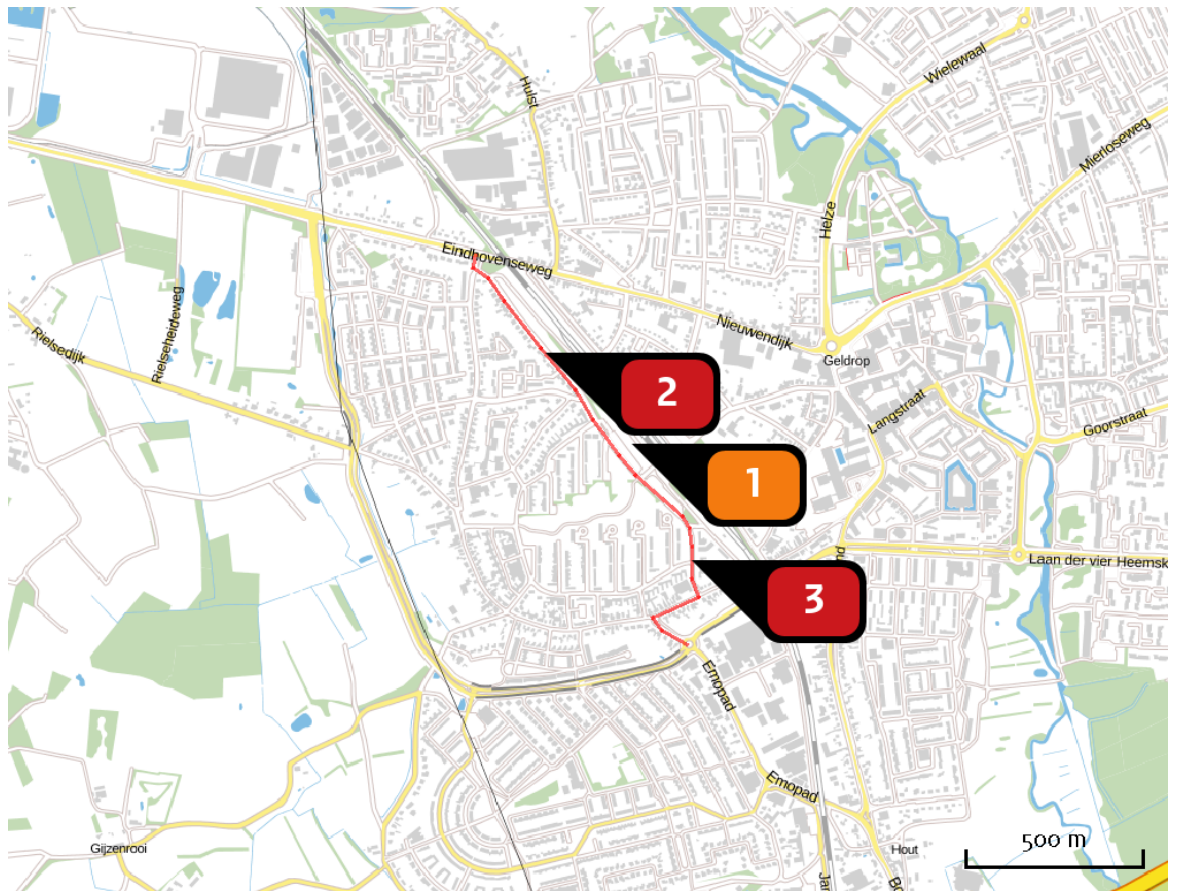 Wielewaal
Hulst
Mierloseweg
Helze
Eindhovenseweg
Rielseheideweg
Nieuwendijk
Rielsedijk
Geldrop
2
Langstraat
Goorstraat
1
Laan der vier Heemsk
3
Emopad
Emopad
500 m
Gijzenrooi
Hout